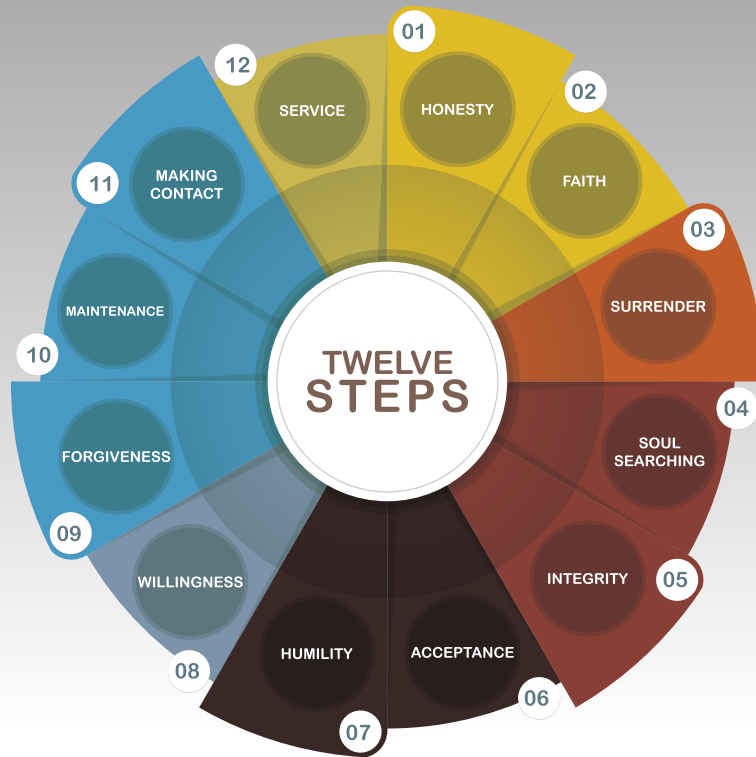 TWELVE
STEPS
01
HONESTY
02
FAITH
03
SURRENDER
04
SOUL
SEARCHING
05
INTEGRITY
06
ACCEPTANCE
07
HUMILITY
08
WILLINGNESS
09
FORGIVENESS
10
MAINTENANCE
11
MAKING
CONTACT
12
SERVICE